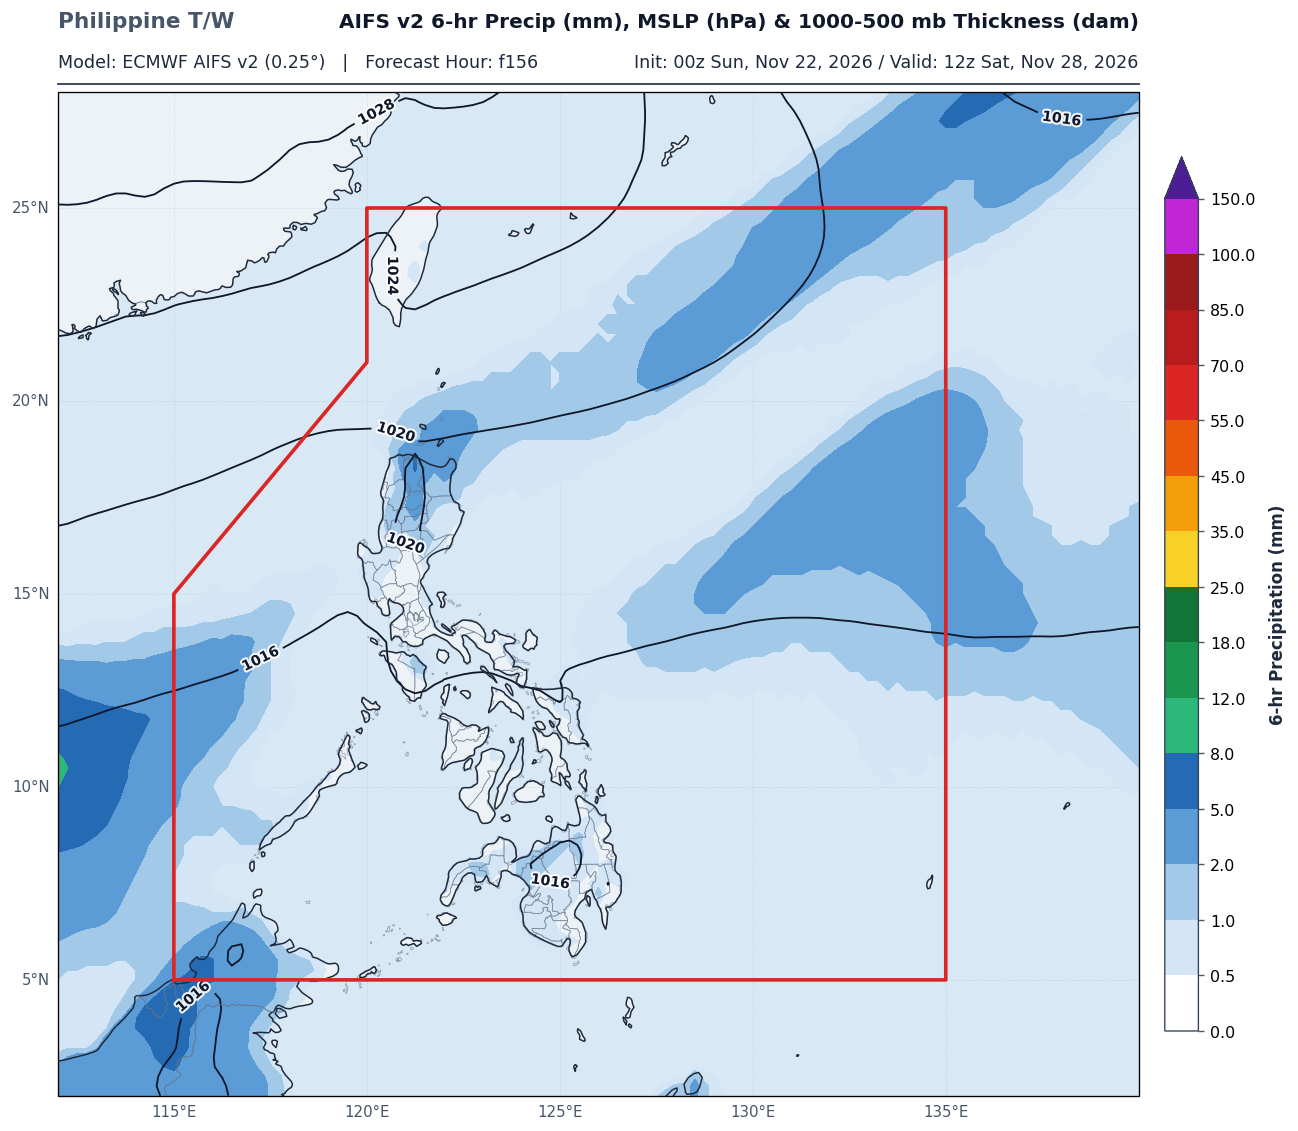 Philippine T/W
AIFS v2 6-hr Precip (mm), MSLP (hPa) & 1000-500 mb Thickness (dam)
Model: ECMWF AIFS v2 (0.25°) | Forecast Hour: f156
Init: 00z Sun, Nov 22, 2026 / Valid: 12z Sat, Nov 28, 2026
1028
1016
1024
1020
1020
1016
1016
1016
25°N
20°N
15°N
10°N
5°N
115°E
120°E
125°E
130°E
135°E
150.0
100.0
85.0
70.0
55.0
45.0
35.0
25.0
18.0
12.0
8.0
5.0
2.0
1.0
0.5
0.0
6-hr Precipitation (mm)